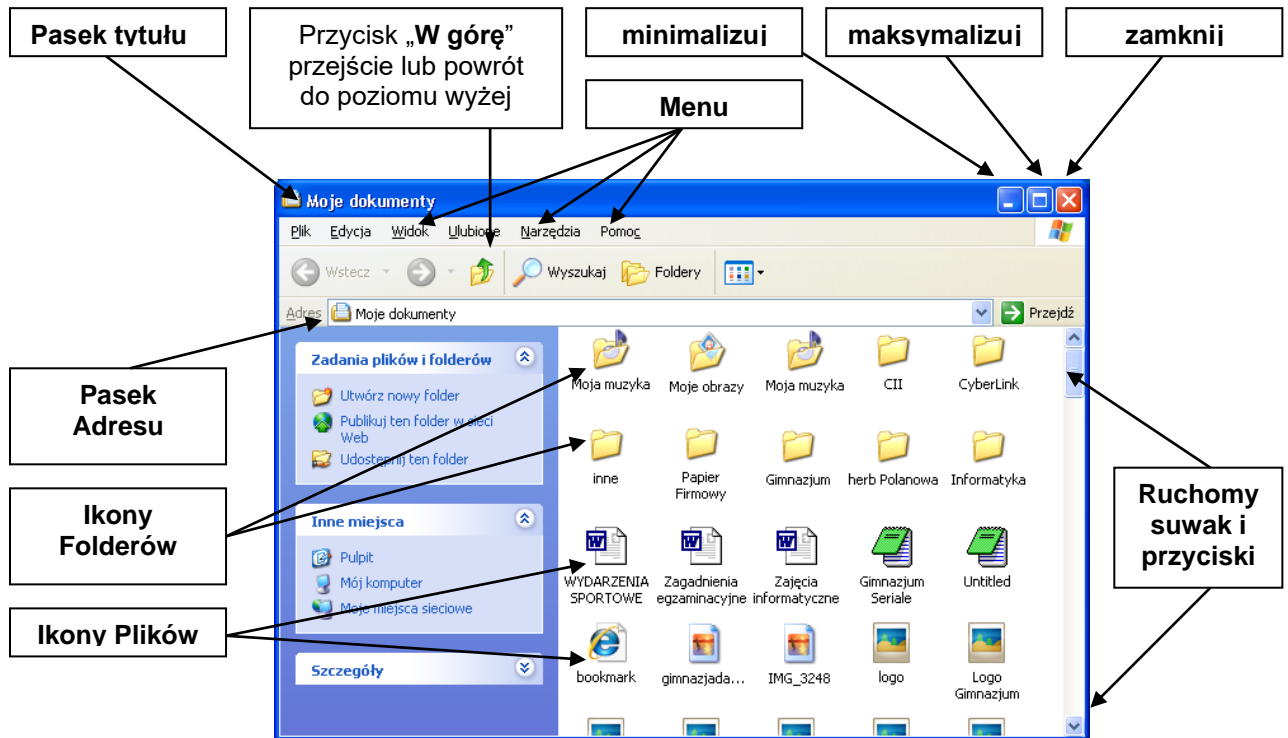 Pasek tytułu
Przycisk „W górę”
przejście lub powrót
do poziomu wyżej
minimalizuj
maksymalizuj
zamknij
Menu
Moje dokumenty
Plik Edycja Widok Ulubione Narzędzia Pomoc
Wstecz Wyszukaj Foldery
Adres Moje dokumenty Przejdź
Pasek
Adresu
Ikony
Folderów
Ikony Plików
Zadania plików i folderów
Utwórz nowy folder
Publikuj ten folder w sieci
Web
Udostępnij ten folder
Inne miejsca
Pulpit
Mój komputer
Moje miejsca sieciowe
Szczegóły
Moja muzyka Moje obrazy Moja muzyka CII CyberLink
inne Papier Gimnazjum herb Polanowa Informatyka
Firmowy
WYDARZENIA Zagadnienia Zajęcia Gimnazjum Untitled
SPORTOWE egzaminacyjne informatyczne Seriale
bookmark gimnazjada... IMG_3248 logo Logo
Gimnazjum
Ruchomy
suwak i
przyciski